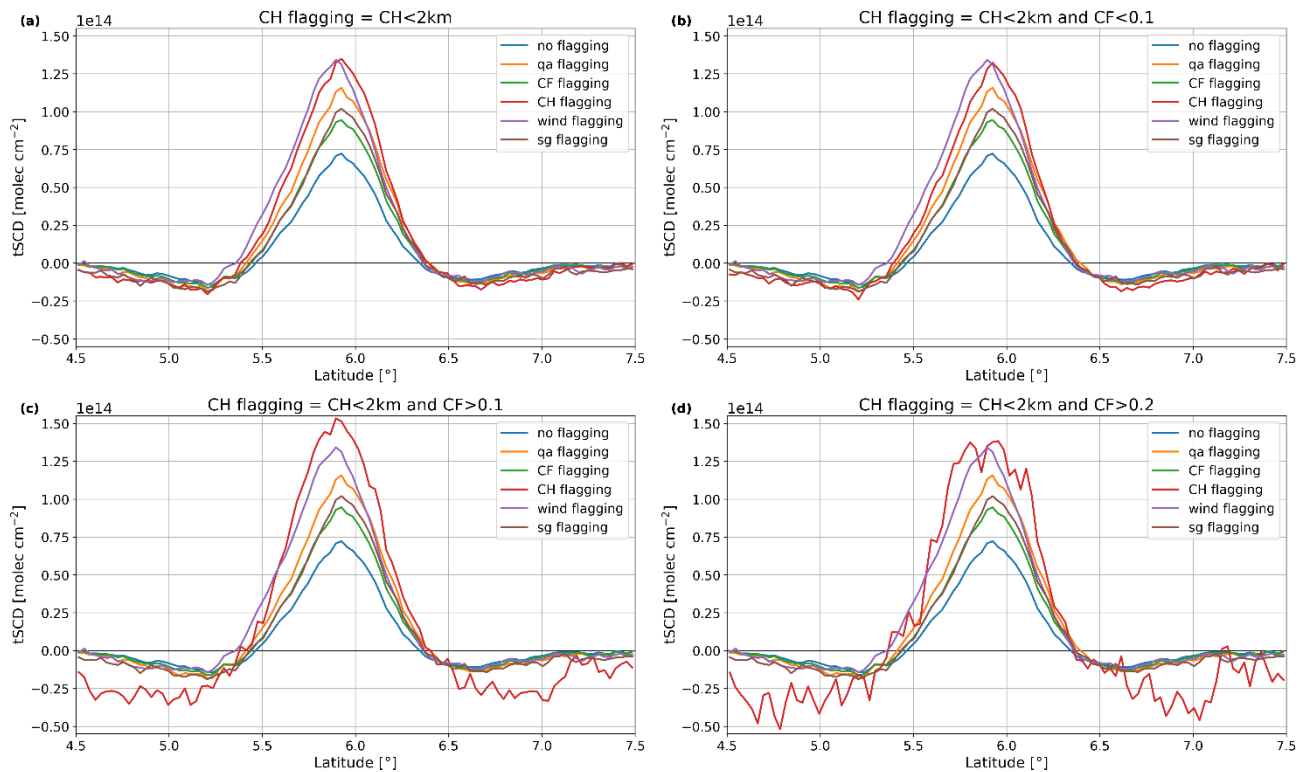 (a) 1e14 CH flagging = CH<2km
1.50
1.25
1.00
0.75
0.50
0.25
0.00
−0.25
−0.50
tSCD [molec cm−2]
no flagging
qa flagging
CF flagging
CH flagging
wind flagging
sg flagging
4.5 5.0 5.5 6.0 6.5 7.0 7.5
Latitude [°]
(b) 1e14 CH flagging = CH<2km and CF<0.1
1.50
1.25
1.00
0.75
0.50
0.25
0.00
−0.25
−0.50
tSCD [molec cm−2]
no flagging
qa flagging
CF flagging
CH flagging
wind flagging
sg flagging
4.5 5.0 5.5 6.0 6.5 7.0 7.5
Latitude [°]
(c) 1e14 CH flagging = CH<2km and CF>0.1
1.50
1.25
1.00
0.75
0.50
0.25
0.00
−0.25
−0.50
tSCD [molec cm−2]
no flagging
qa flagging
CF flagging
CH flagging
wind flagging
sg flagging
4.5 5.0 5.5 6.0 6.5 7.0 7.5
Latitude [°]
(d) 1e14 CH flagging = CH<2km and CF>0.2
1.50
1.25
1.00
0.75
0.50
0.25
0.00
−0.25
−0.50
tSCD [molec cm−2]
no flagging
qa flagging
CF flagging
CH flagging
wind flagging
sg flagging
4.5 5.0 5.5 6.0 6.5 7.0 7.5
Latitude [°]